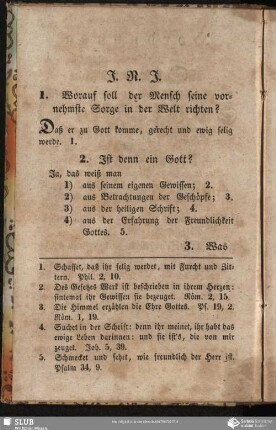 J. N. J.
1. Worauf soll der Mensch seine vor-
nehmste Sorge in der Welt richten?
Daß er zu Gott komme, gerecht und ewig selig
werde. 1.
2. Ist denn ein Gott?
Ja, das weiß man
1) aus seinem eigenen Gewissen; 2.
2) aus Betrachtungen der Geschöpfe; 3.
3) aus der heiligen Schrift; 4.
4) aus der Erfahrung der Freundlichkeit
Gottes. 5.
3. Was
1. Schaffet, daß ihr selig werdet, mit Furcht und Zit-
tern. Phil. 2, 12.
2. Des Gesetzes Werk ist beschrieben in ihrem Herzen:
sintemal ihr Gewissen sie bezeuget. Röm. 2, 15.
3. Die Himmel erzählen die Ehre Gottes. Ps. 19, 2.
Röm. 1, 19.
4. Suchet in der Schrift: denn ihr meinet, ihr habt das
ewige Leben darinnen: und sie ist's, die von mir
zeuget. Joh. 5, 39.
5. Schmecket und sehet, wie freundlich der Herr ist.
Psalm 34, 9.
SLUB